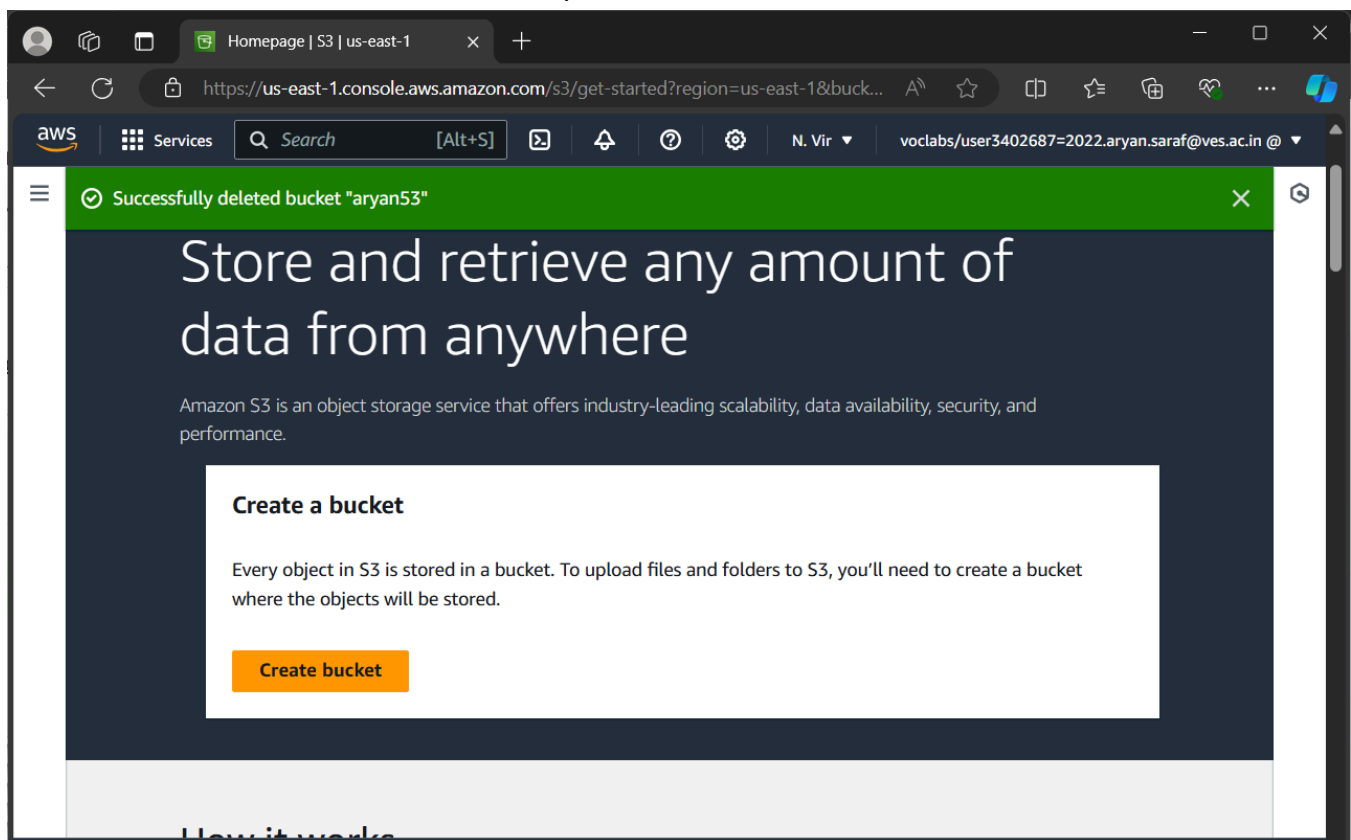 Homepage | S3 | us-east-1
https://us-east-1.console.aws.amazon.com/s3/get-started?region=us-east-1&buck...
aws Services Search [Alt+S] N. Vir voclabs/user3402687=2022.aryan.saraf@ves.ac.in @
Successfully deleted bucket "aryan53"
Store and retrieve any amount of
data from anywhere
Amazon S3 is an object storage service that offers industry-leading scalability, data availability, security, and
performance.
Create a bucket
Every object in S3 is stored in a bucket. To upload files and folders to S3, you'll need to create a bucket
where the objects will be stored.
Create bucket
How it works